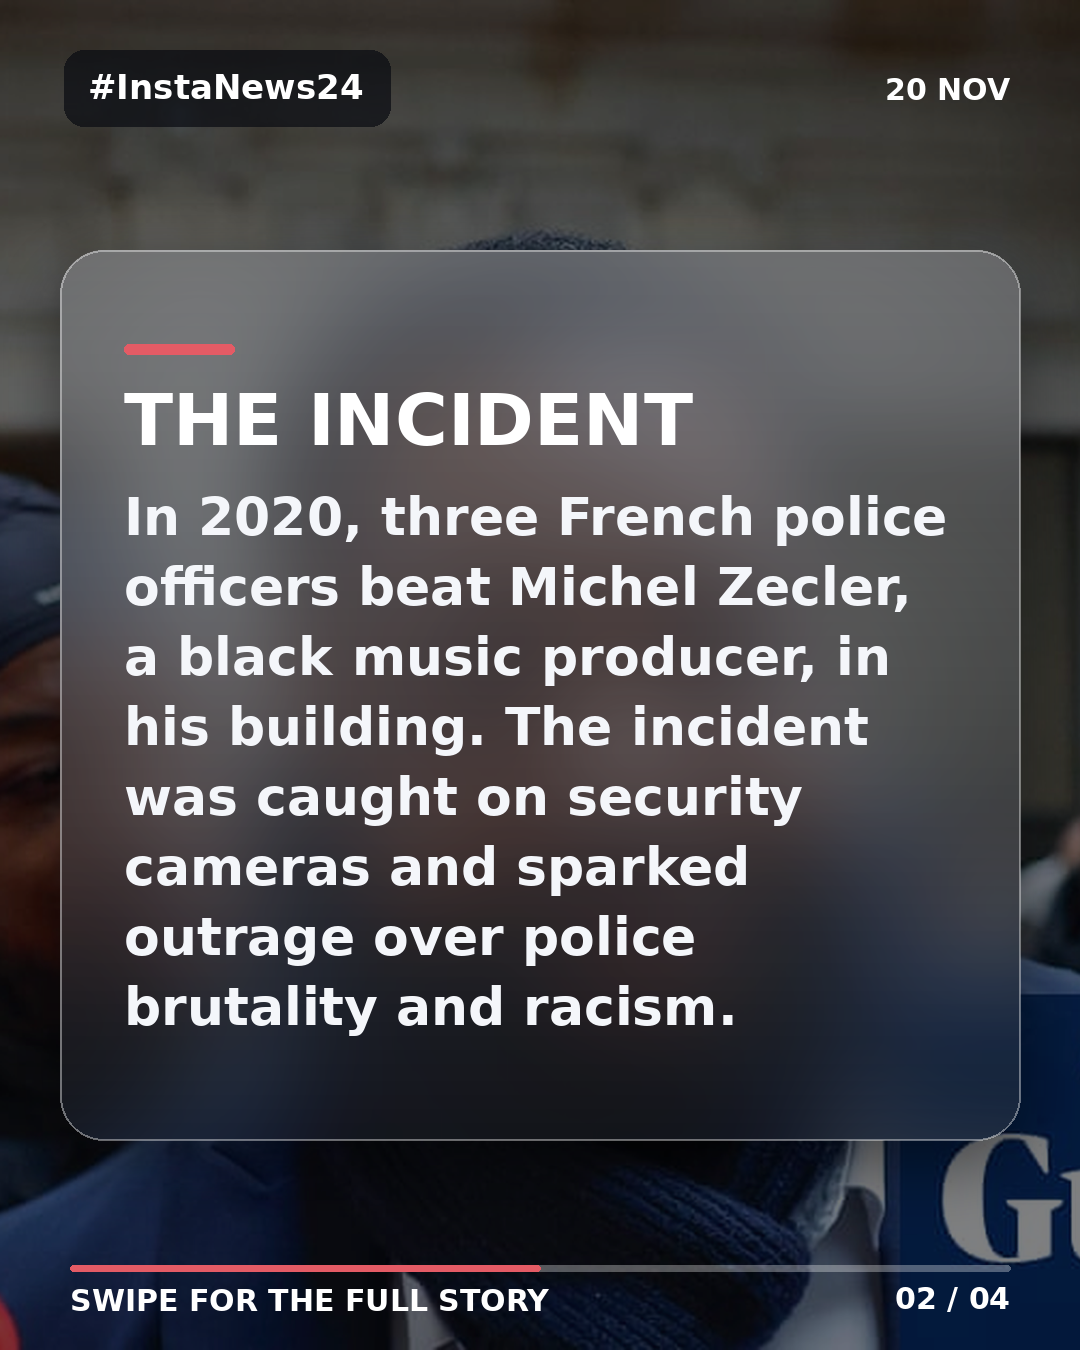 #InstaNews24
20 NOV
THE INCIDENT
In 2020, three French police
officers beat Michel Zecler,
a black music producer, in
his building. The incident
was caught on security
cameras and sparked
outrage over police
brutality and racism.
SWIPE FOR THE FULL STORY
02 / 04